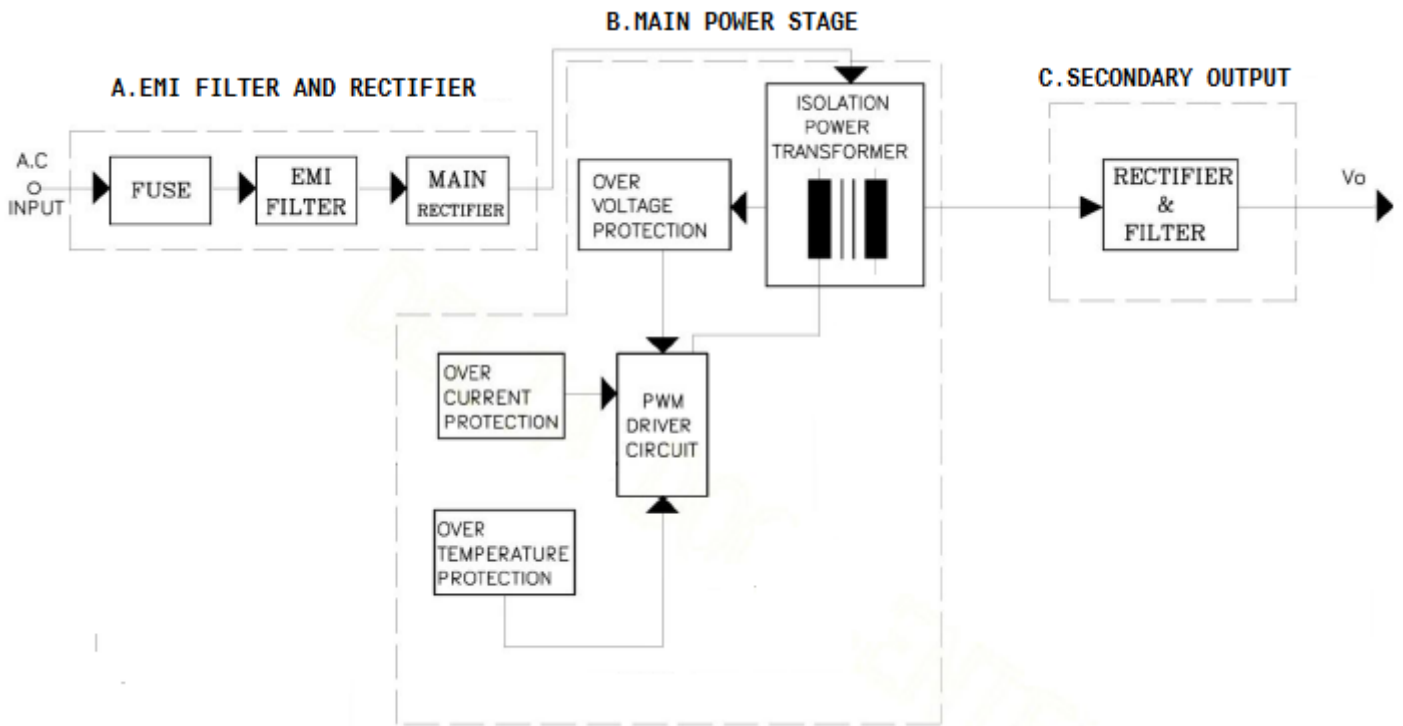 B.MAIN POWER STAGE
A.EMI FILTER AND RECTIFIER
C.SECONDARY OUTPUT
A.C
INPUT
FUSE
EMI
FILTER
MAIN
RECTIFIER
OVER
VOLTAGE
PROTECTION
ISOLATION
POWER
TRANSFORMER
RECTIFIER
&
FILTER
Vo
OVER
CURRENT
PROTECTION
PWM
DRIVER
CIRCUIT
OVER
TEMPERATURE
PROTECTION